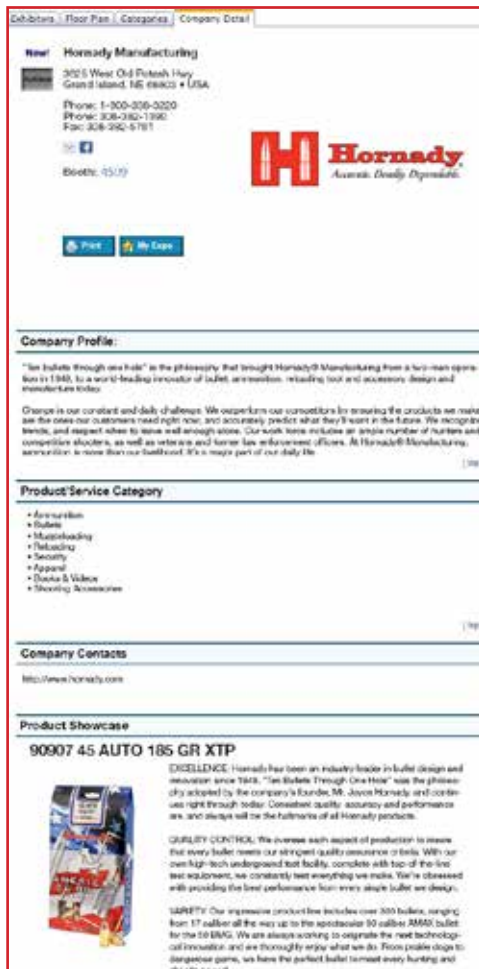 Exhibitors Floor Plan Categories Company Detail
New! Hornady Manufacturing
3625 West Old Potash Hwy
Grand Island, NE 68803 • USA
Phone:
Phone:
Fax:
Booth:
Hornady
Accurate. Deadly. Dependable.
Print My Expo
Company Profile:
"Ten bullets through one hole" is the philosophy that brought Hornady® Manufacturing from a two-man opera-
tion in 1949, to a world-leading innovator of bullet, ammunition, reloading tool and accessory design and
manufacture today.
Change is our constant and daily challenge. We outperform our competitors by ensuring the products we make
are the ones our customers need right now, and accurately predict what they'll want in the future. We recognize
trends, and respect when to leave well enough alone. Our work force includes an ample number of hunters and
competitive shooters, as well as veterans and former law enforcement officers. At Hornady® Manufacturing,
ammunition is more than our livelihood. It's a major part of our daily life.
Product/Service Category
• Ammunition
• Bullets
• Muzzleloading
• Reloading
• Security
• Apparel
• Books & Videos
• Shooting Accessories
Company Contacts
http://www.hornady.com
Product Showcase
90907 45 AUTO 185 GR XTP
EXCELLENCE: Hornady has been an industry leader in bullet design and
innovation since 1949. "Ten Bullets Through One Hole" was the philoso-
phy adopted by the company's founder, Mr. Joyce Hornady, and contin-
ues right through today. Consistent quality, accuracy and performance
are, and always will be the hallmarks of all Hornady products.
QUALITY CONTROL: We oversee each aspect of production to insure
that every bullet meets our stringent quality assurance criteria. With our
own high-tech underground test facility, complete with top-of-the-line
test equipment, we constantly test everything we make. We're obsessed
with providing the best performance from every single bullet we design.
VARIETY: Our impressive product line includes over 300 bullets, ranging
from 17 caliber all the way up to the spectacular 50 caliber AMAX bullet
for the 50 BMG. We are always working to originate the next technologi-
cal innovation and we thoroughly enjoy what we do. From prairie dogs to
dangerous game, we have the perfect bullet to meet every hunting and